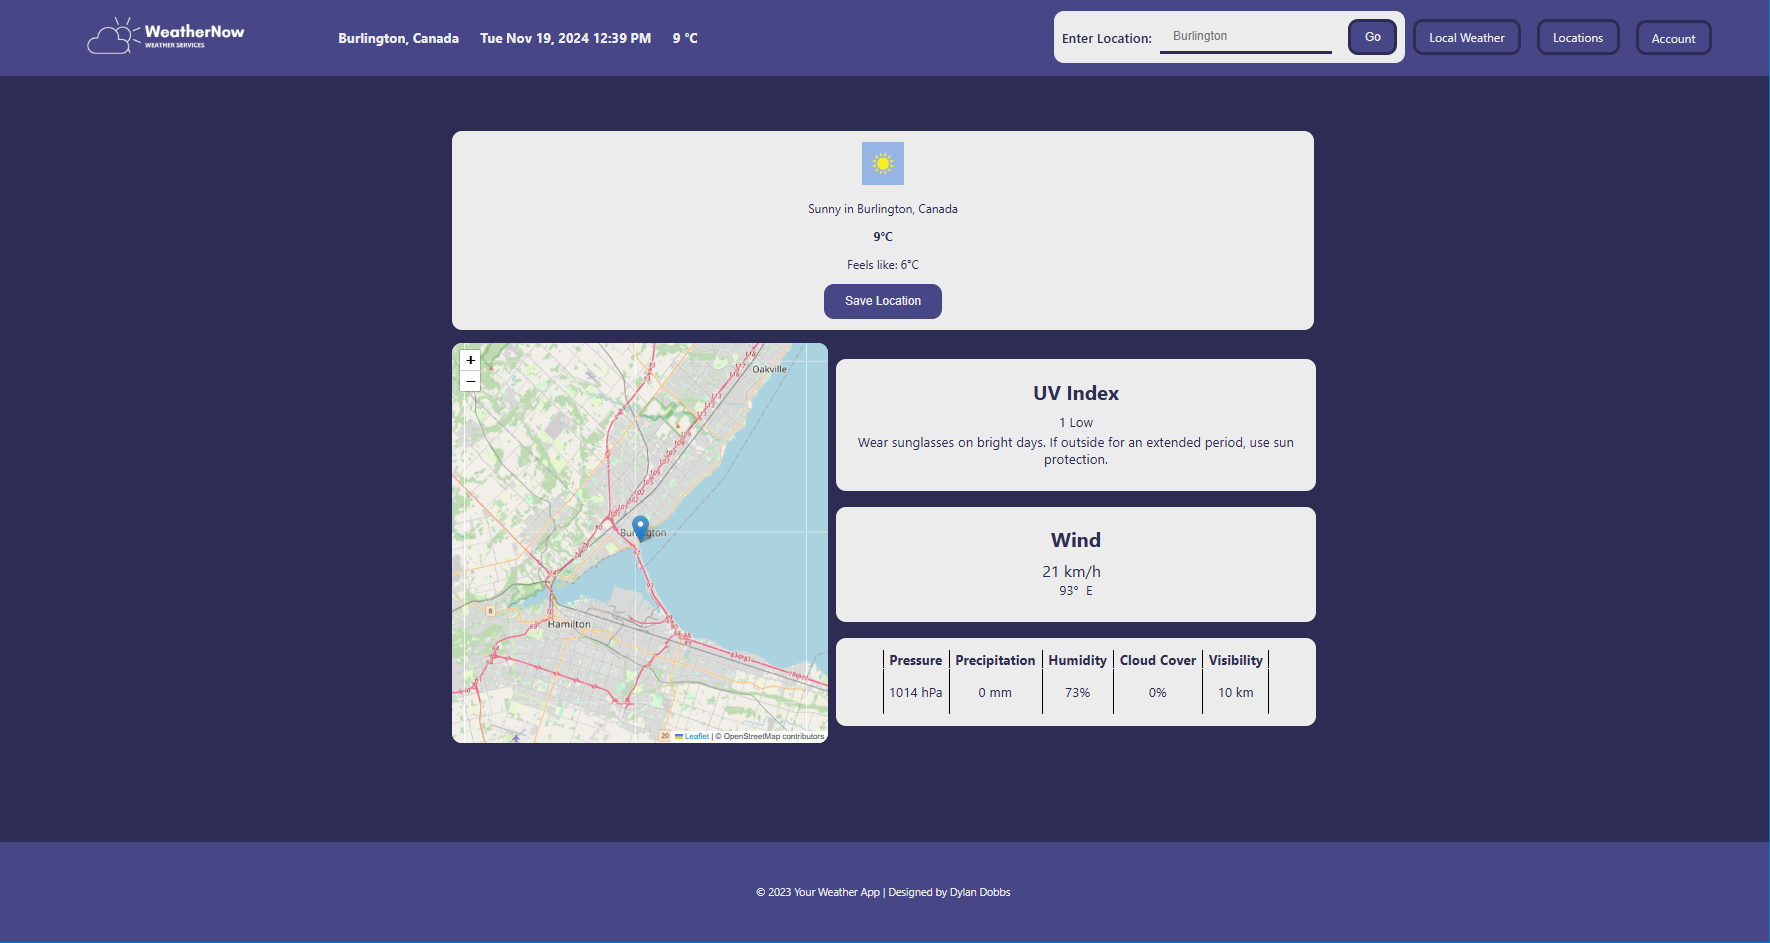 WeatherNow
WEATHER SERVICES
Burlington, Canada Tue Nov 19, 2024 12:39 PM 9 °C
Enter Location: Burlington Go Local Weather Locations Account
Sunny in Burlington, Canada
9°C
Feels like: 6°C
Save Location
+
−
Oakville
Burlington
Hamilton
Leaflet | © OpenStreetMap contributors
UV Index
1 Low
Wear sunglasses on bright days. If outside for an extended period, use sun
protection.
Wind
21 km/h
93° E
Pressure Precipitation Humidity Cloud Cover Visibility
1014 hPa 0 mm 73% 0% 10 km
© 2023 Your Weather App | Designed by Dylan Dobbs